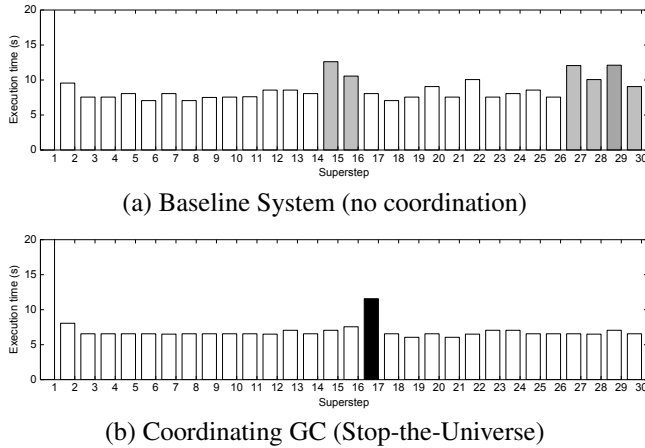 20
15
10
5
0
Execution time (s)
1 2 3 4 5 6 7 8 9 10 11 12 13 14 15 16 17 18 19 20 21 22 23 24 25 26 27 28 29 30
Superstep
(a) Baseline System (no coordination)
20
15
10
5
0
Execution time (s)
1 2 3 4 5 6 7 8 9 10 11 12 13 14 15 16 17 18 19 20 21 22 23 24 25 26 27 28 29 30
Superstep
(b) Coordinating GC (Stop-the-Universe)